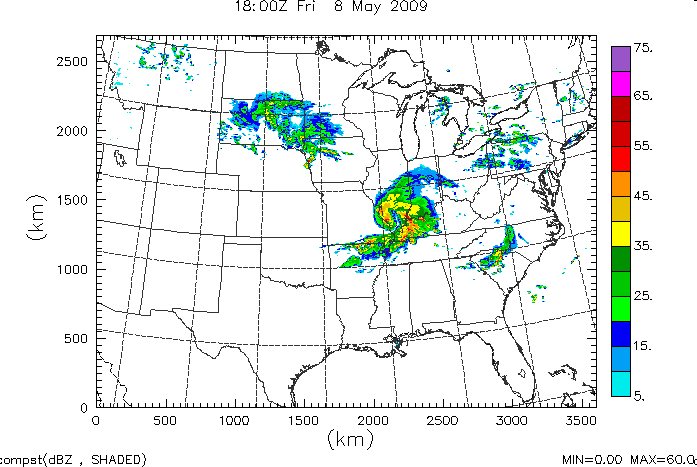 18:00Z Fri 8 May 2009
2500
2000
1500
1000
500
0
(km)
0 500 1000 1500 2000 2500 3000 3500
(km)
75.
65.
55.
45.
35.
25.
15.
5.
compst(dBZ , SHADED)
MIN=0.00 MAX=60.0